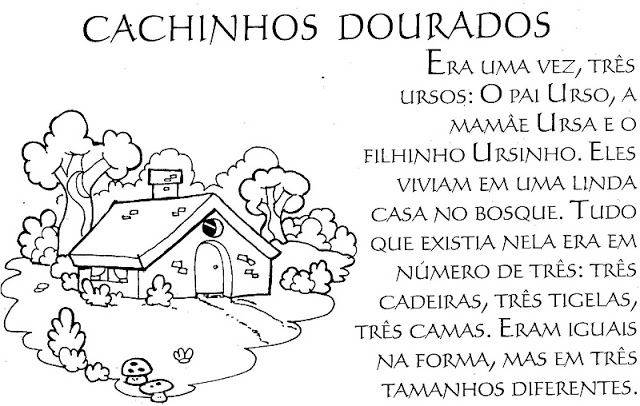 CACHINHOS DOURADOS
ERA UMA VEZ, TRÊS
URSOS: O PAI URSO, A
MAMÃE URSA E O
FILHINHO URSINHO. ELES
VIVIAM EM UMA LINDA
CASA NO BOSQUE. TUDO
QUE EXISTIA NELA ERA EM
NÚMERO DE TRÊS: TRÊS
CADEIRAS, TRÊS TIGELAS,
TRÊS CAMAS. ERAM IGUAIS
NA FORMA, MAS EM TRÊS
TAMANHOS DIFERENTES.